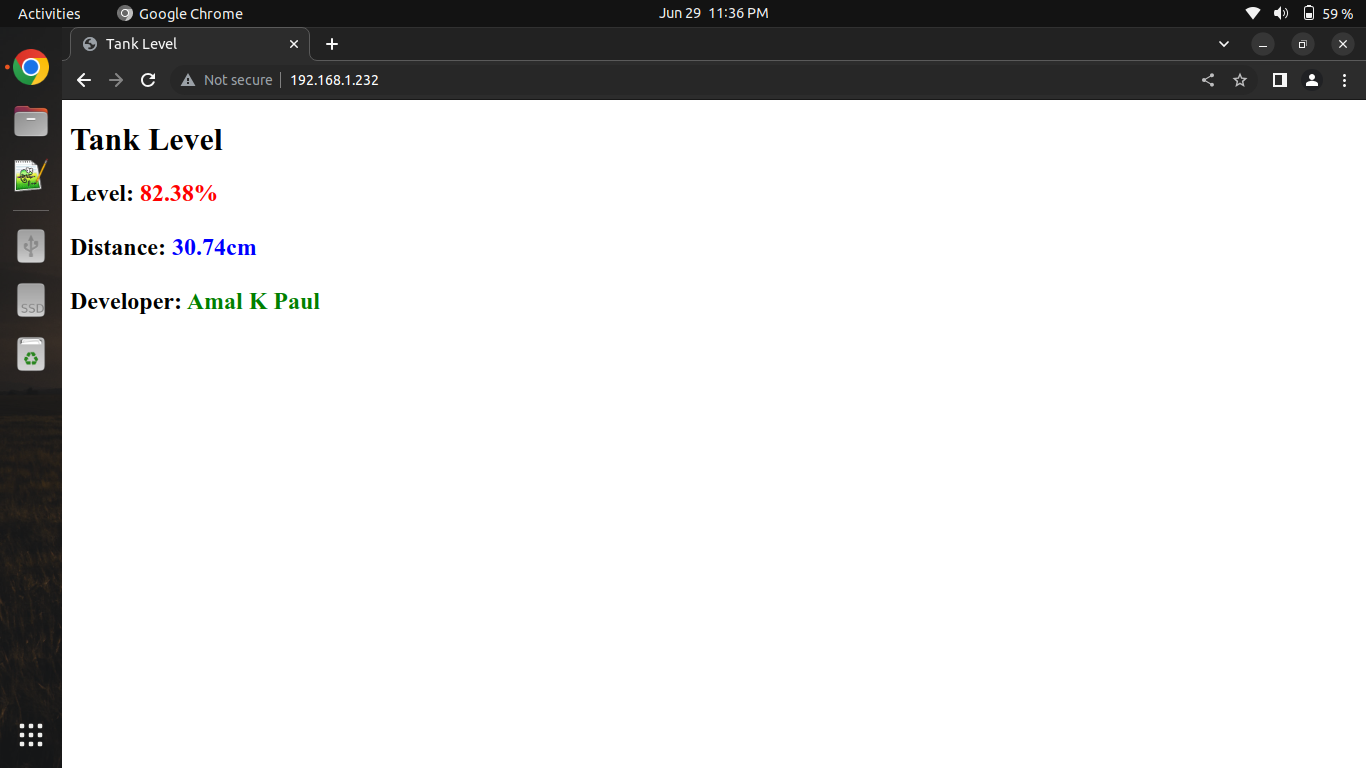 Activities Google Chrome Jun 29 11:36 PM 59 %
Tank Level
Not secure 192.168.1.232
Tank Level
Level: 82.38%
Distance: 30.74cm
Developer: Amal K Paul
SSD